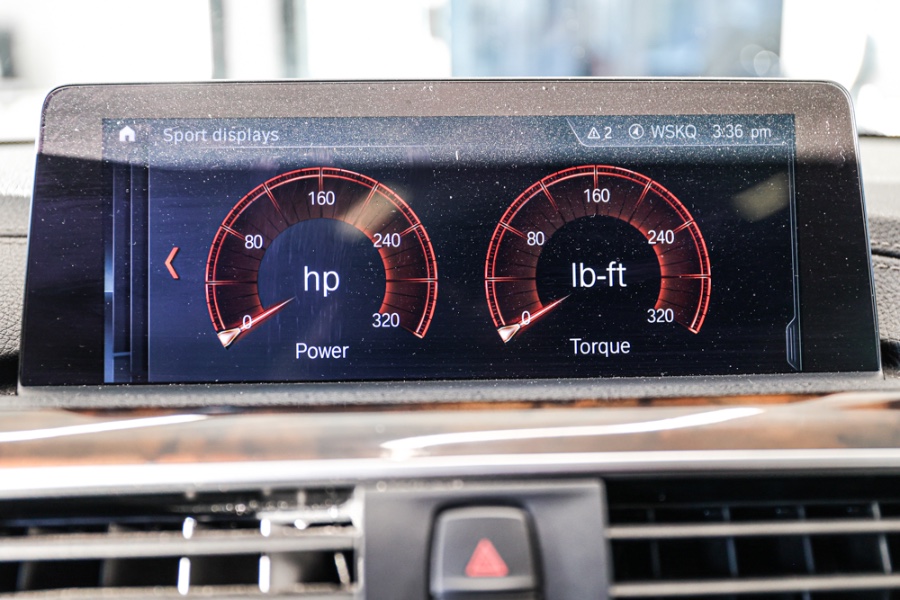 Sport displays
2 WSKQ 3:36 pm
160
80 240
hp
0 320
Power
160
80 240
lb-ft
0 320
Torque